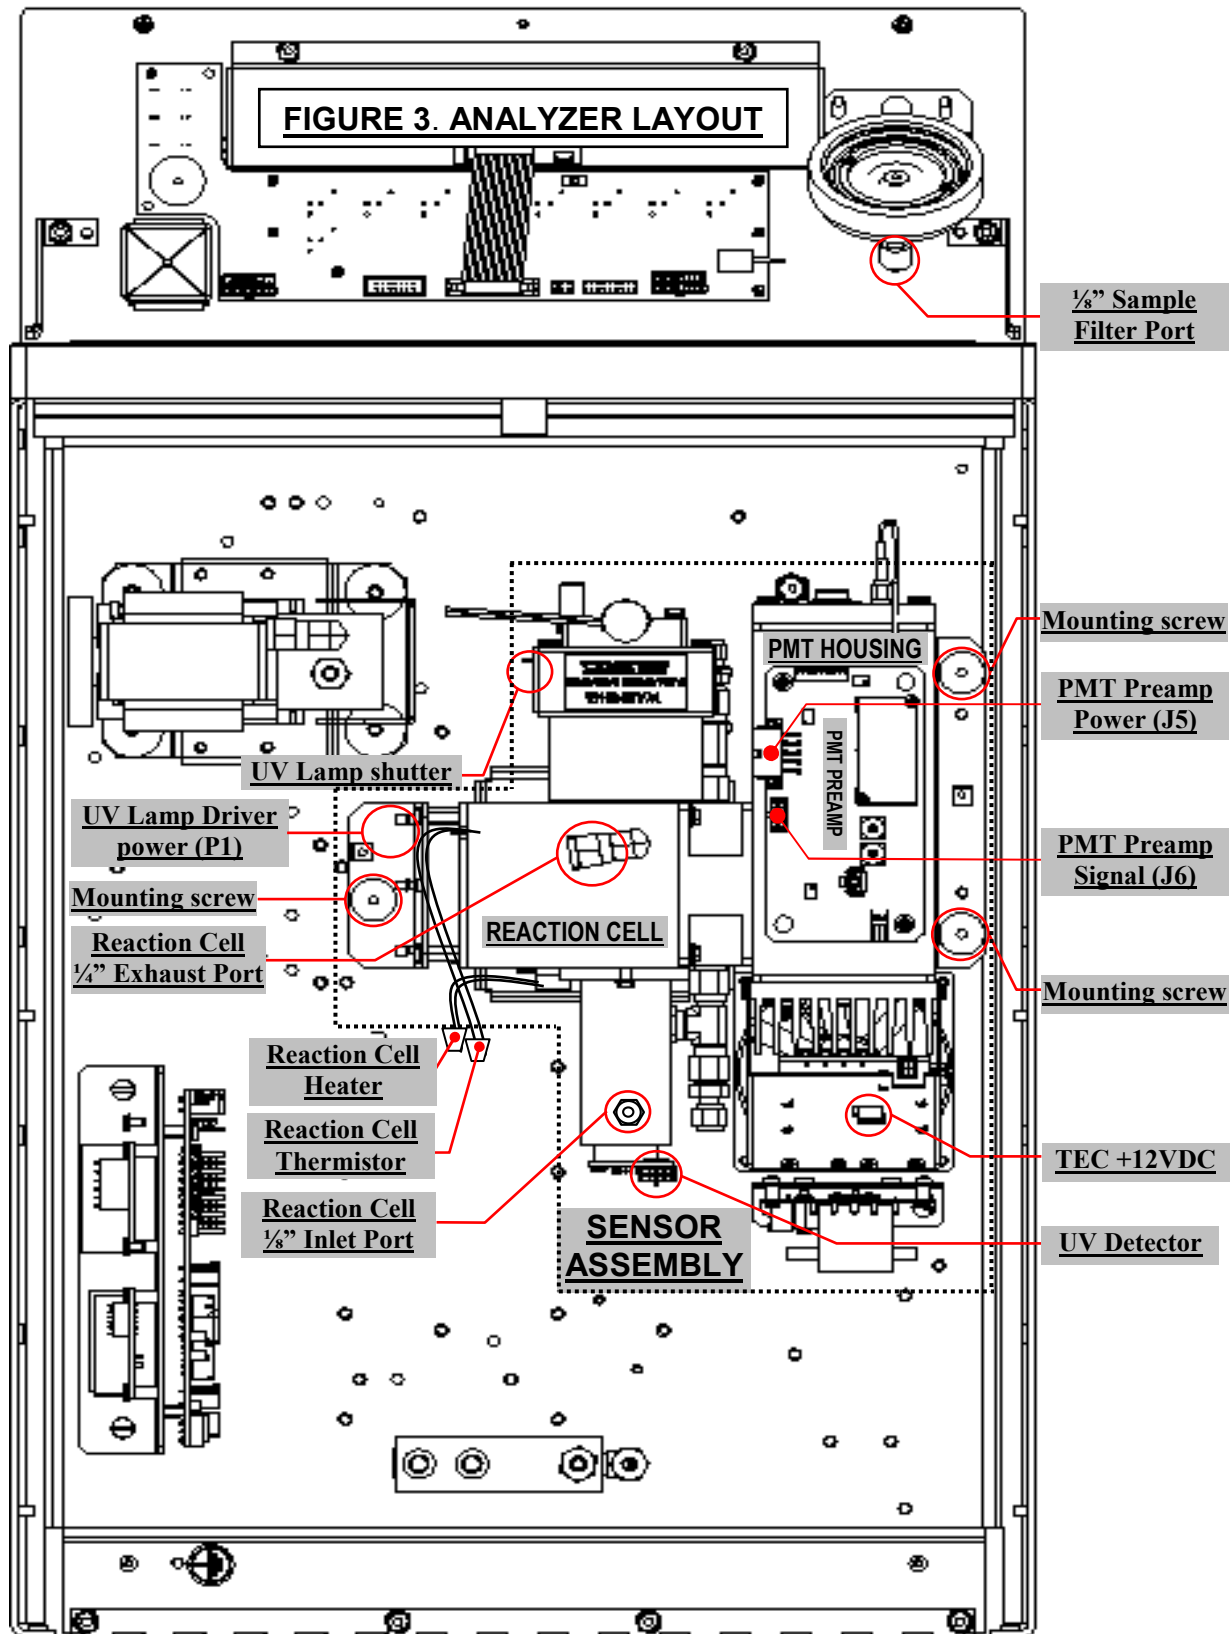 FIGURE 3. ANALYZER LAYOUT
⅛” Sample
Filter Port
Mounting screw
PMT HOUSING
PMT Preamp
Power (J5)
PMT PREAMP
UV Lamp shutter
UV Lamp Driver
power (P1)
PMT Preamp
Signal (J6)
Mounting screw
REACTION CELL
Reaction Cell
¼” Exhaust Port
Mounting screw
Reaction Cell
Heater
Reaction Cell
Thermistor
TEC +12VDC
Reaction Cell
⅛” Inlet Port
SENSOR
ASSEMBLY
UV Detector